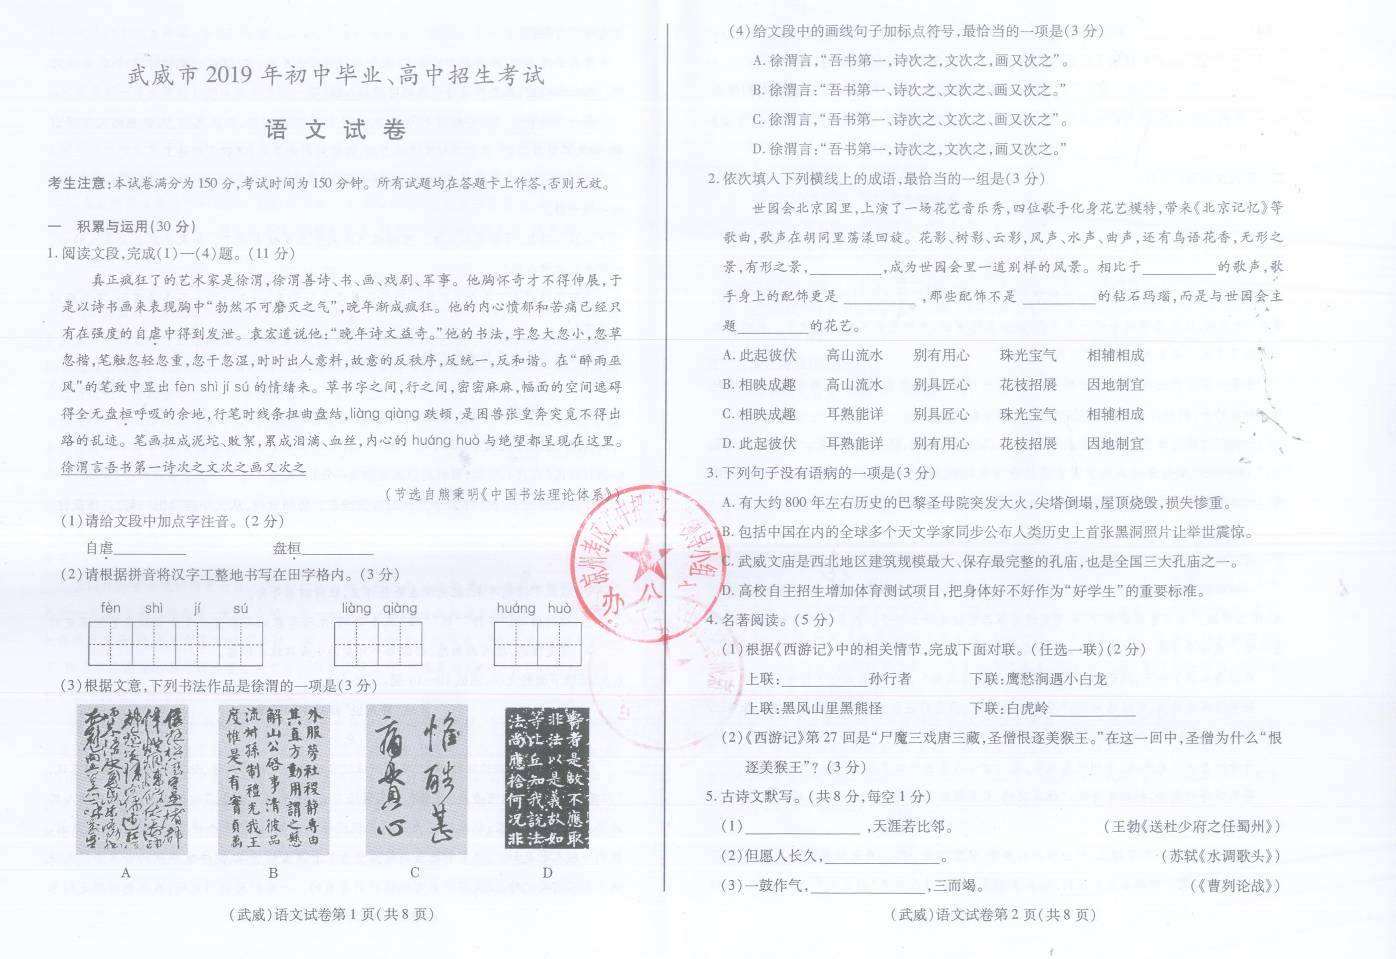 武威市2019年初中毕业、高中招生考试
语 文 试 卷
考生注意:本试卷满分为150分,考试时间为150分钟。所有试题均在答题卡上作答,否则无效。
一 积累与运用(30分)
1.阅读文段,完成(1)—(4)题。(11分)
真正疯狂了的艺术家是徐渭,徐渭善诗、书、画、戏剧、军事。他胸怀奇才不得伸展,于
是以诗书画来表现胸中“勃然不可磨灭之气”,晚年渐成疯狂。他的内心愤郁和苦痛已经只
有在强度的自虐中得到发泄。袁宏道说他:“晚年诗文益奇。”他的书法,字忽大忽小,忽草
忽楷,笔触忽轻忽重,忽干忽湿,时时出人意料,故意的反秩序,反统一,反和谐。在“醉雨巫
风”的笔致中显出 fèn shì jí sú 的情绪来。草书字之间,行之间,密密麻麻,幅面的空间遮碍
得全无盘桓呼吸的余地,行笔时线条扭曲盘结,liàng qiàng 跌顿,是困兽张皇奔突觅不得出
路的乱迹。笔画扭成泥坨、败絮,累成泪滴、血丝,内心的 huáng huò 与绝望都呈现在这里。
徐渭言吾书第一诗次之文次之画又次之
(节选自熊秉明《中国书法理论体系》)
(1)请给文段中加点字注音。(2分)
自虐__________ 盘桓__________
(2)请根据拼音将汉字工整地书写在田字格内。(3分)
fèn shì jí sú liàng qiàng huáng huò
(3)根据文意,下列书法作品是徐渭的一项是(3分)
A B C D
(武威)语文试卷第1页(共8页)
(4)给文段中的画线句子加标点符号,最恰当的一项是(3分)
A.徐渭言,“吾书第一,诗次之,文次之,画又次之”。
B.徐渭言:“吾书第一、诗次之、文次之、画又次之。”
C.徐渭言,“吾书第一、诗次之、文次之、画又次之”。
D.徐渭言:“吾书第一,诗次之,文次之,画又次之。”
2.依次填入下列横线上的成语,最恰当的一组是(3分)
世园会北京园里,上演了一场花艺音乐秀,四位歌手化身花艺模特,带来《北京记忆》等
歌曲,歌声在胡同里荡漾回旋。花影、树影、云影,风声、水声、曲声,还有鸟语花香,无形之
景,有形之景,__________,成为世园会里一道别样的风景。相比于__________的歌声,歌
手身上的配饰更是__________,那些配饰不是__________的钻石玛瑙,而是与世园会主
题__________的花艺。
A.此起彼伏 高山流水 别有用心 珠光宝气 相辅相成
B.相映成趣 高山流水 别具匠心 花枝招展 因地制宜
C.相映成趣 耳熟能详 别具匠心 珠光宝气 相辅相成
D.此起彼伏 耳熟能详 别有用心 花枝招展 因地制宜
3.下列句子没有语病的一项是(3分)
A.有大约800年左右历史的巴黎圣母院突发大火,尖塔倒塌,屋顶烧毁,损失惨重。
B.包括中国在内的全球多个天文学家同步公布人类历史上首张黑洞照片让举世震惊。
C.武威文庙是西北地区建筑规模最大、保存最完整的孔庙,也是全国三大孔庙之一。
D.高校自主招生增加体育测试项目,把身体好不好作为“好学生”的重要标准。
4.名著阅读。(5分)
(1)根据《西游记》中的相关情节,完成下面对联。(任选一联)(2分)
上联:____________孙行者 下联:鹰愁涧遇小白龙
上联:黑风山里黑熊怪 下联:白虎岭____________
(2)《西游记》第27回是“尸魔三戏唐三藏,圣僧恨逐美猴王。”在这一回中,圣僧为什么“恨
逐美猴王”?(3分)
5.古诗文默写。(共8分,每空1分)
(1)________________,天涯若比邻。 (王勃《送杜少府之任蜀州》)
(2)但愿人长久,________________。 (苏轼《水调歌头》)
(3)一鼓作气,________________,三而竭。 (《曹刿论战》)
(武威)语文试卷第2页(共8页)